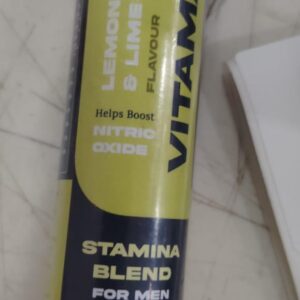 LEMON
& LIME
FLAVOUR
VITAM
Helps Boost
NITRIC
OXIDE
STAMINA
BLEND
FOR MEN